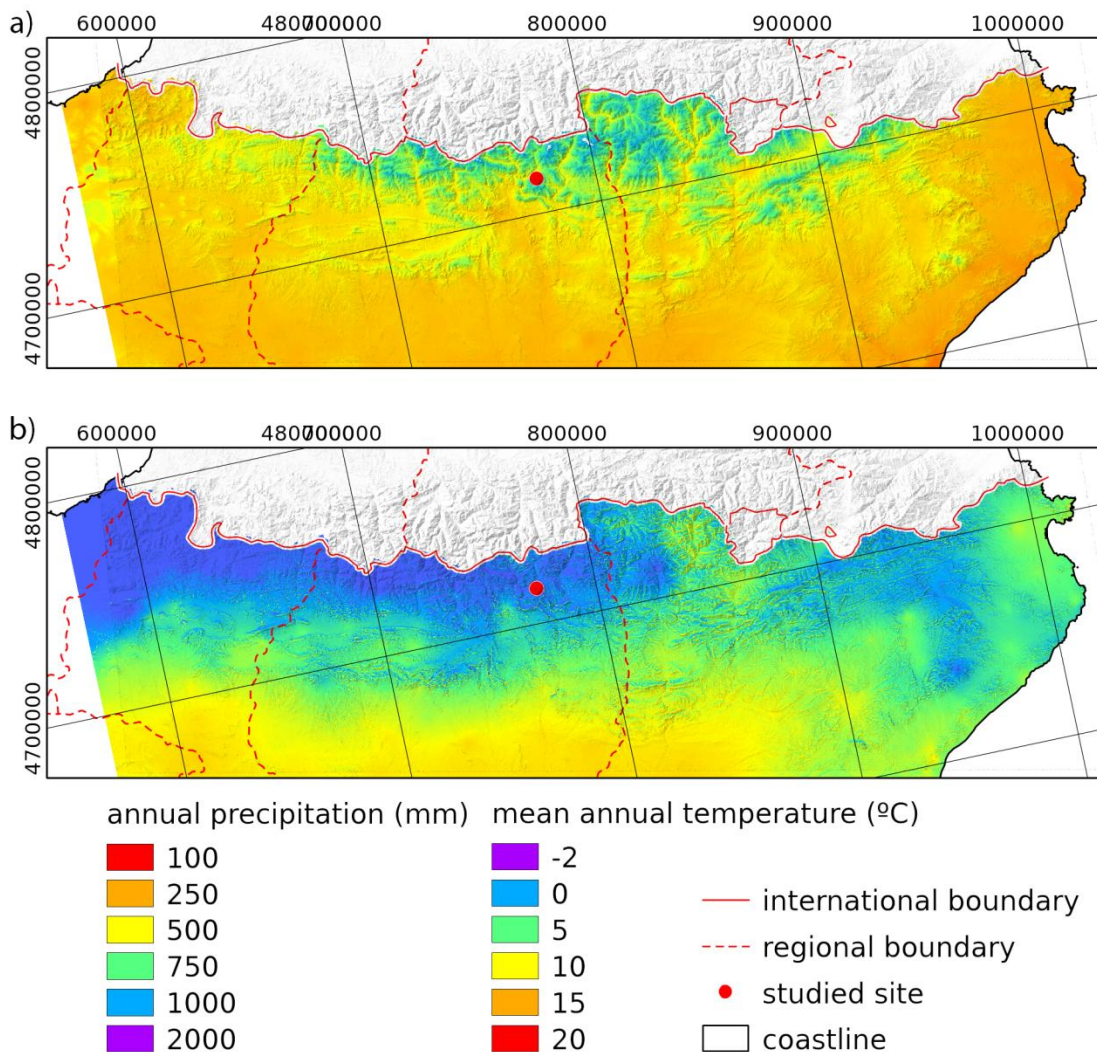 a)
600000 4800000 700000 800000 900000 1000000
4800000
4700000
b)
600000 4800000 700000 800000 900000 1000000
4800000
4700000
annual precipitation (mm)
100
250
500
750
1000
2000
mean annual temperature (ºC)
-2
0
5
10
15
20
international boundary
regional boundary
studied site
coastline